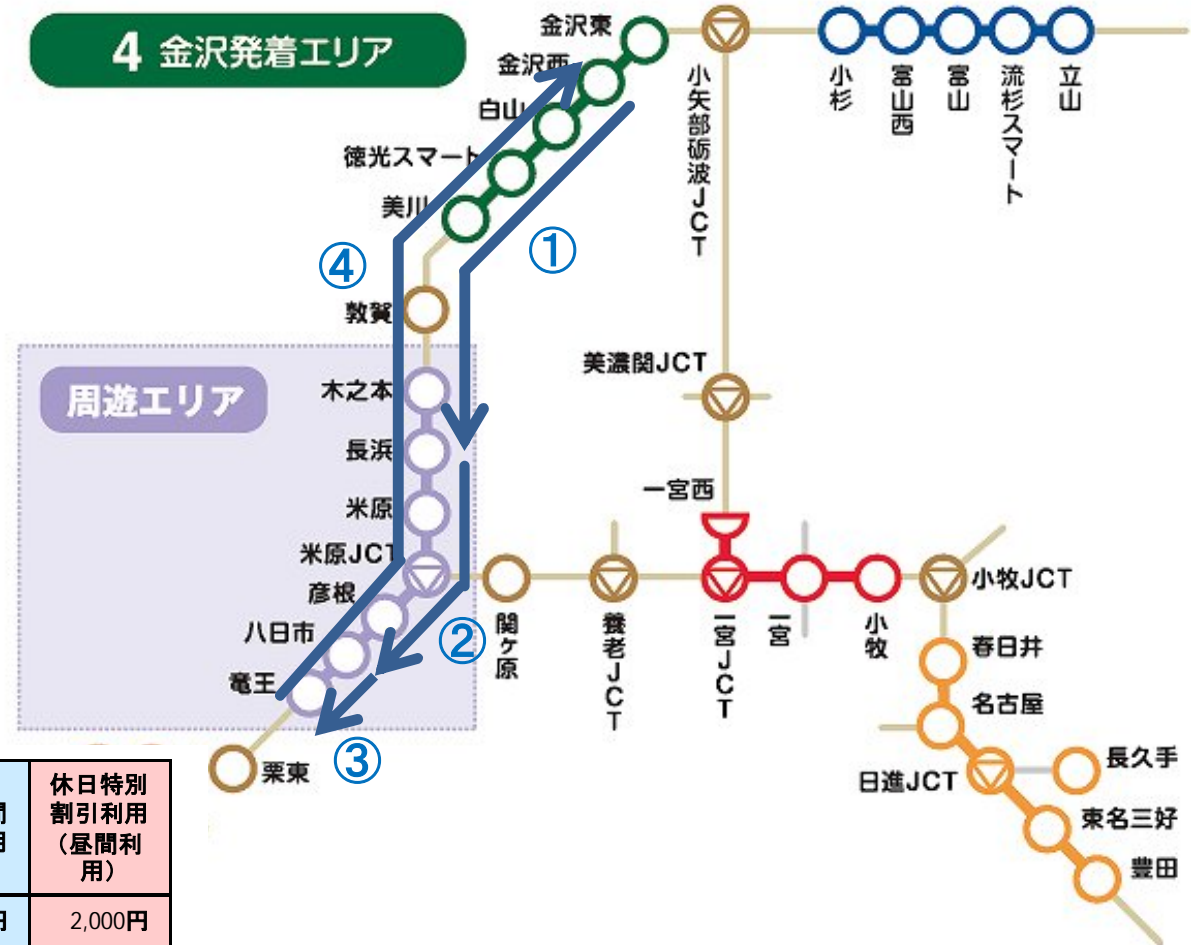 4 金沢発着エリア
金沢東
金沢西
白山
徳光スマート
美川
小矢部砺波JCT
小杉
富山西
富山
流杉スマート
立山
①
④
敦賀
周遊エリア
木之本
長浜
米原
米原JCT
彦根
八日市
竜王
栗東
②
③
美濃関JCT
一宮西
関ヶ原
養老JCT
一宮JCT
一宮
小牧
小牧JCT
春日井
名古屋
日進JCT
長久手
東名三好
豊田
休日特別
割引利用
（昼間利
用）
円
2,000円